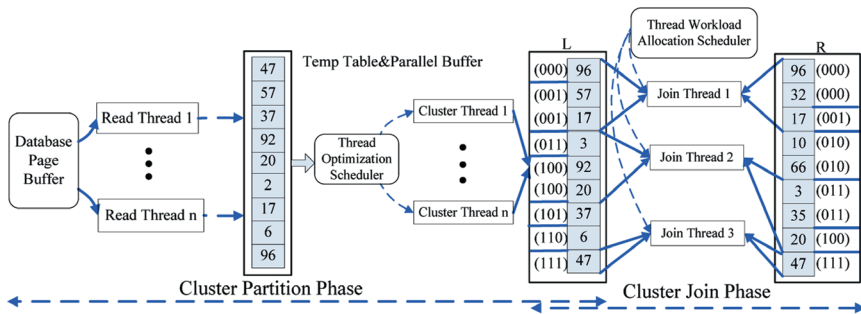 Database
Page
Buffer
Read Thread 1
Read Thread n
47
57
37
92
20
2
17
6
96
Temp Table&Parallel Buffer
Thread
Optimization
Scheduler
Cluster Thread 1
Cluster Thread n
L
(000) 96
(001) 57
(001) 17
(011) 3
(100) 92
(100) 20
(101) 37
(110) 6
(111) 47
Thread Workload
Allocation Scheduler
Join Thread 1
Join Thread 2
Join Thread 3
R
96 (000)
32 (000)
17 (001)
10 (010)
66 (010)
3 (011)
35 (011)
20 (100)
47 (111)
Cluster Partition Phase
Cluster Join Phase